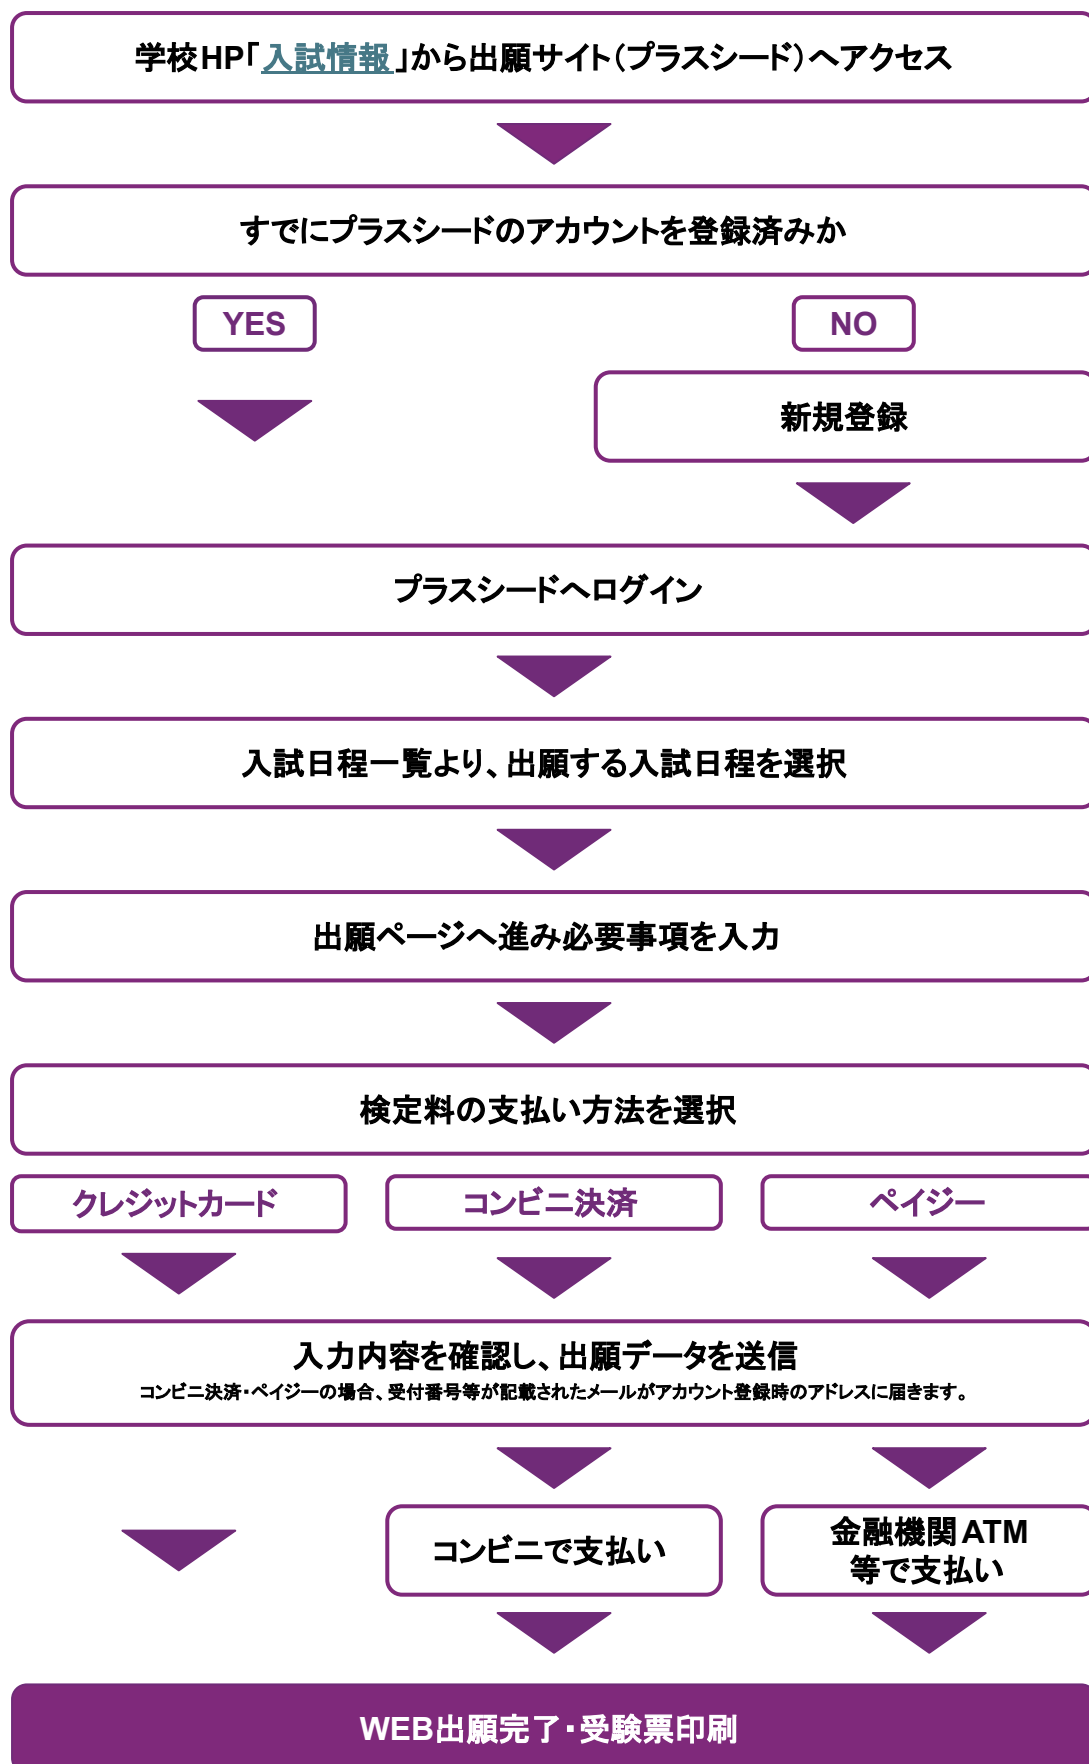 学校HP「入試情報」から出願サイト（プラスシード）へアクセス
すでにプラスシードのアカウントを登録済みか
YES
NO
新規登録
プラスシードへログイン
入試日程一覧より、出願する入試日程を選択
出願ページへ進み必要事項を入力
検定料の支払い方法を選択
クレジットカード
コンビニ決済
ペイジー
入力内容を確認し、出願データを送信
コンビニ決済・ペイジーの場合、受付番号等が記載されたメールがアカウント登録時のアドレスに届きます。
コンビニで支払い
金融機関ATM
等で支払い
WEB出願完了・受験票印刷